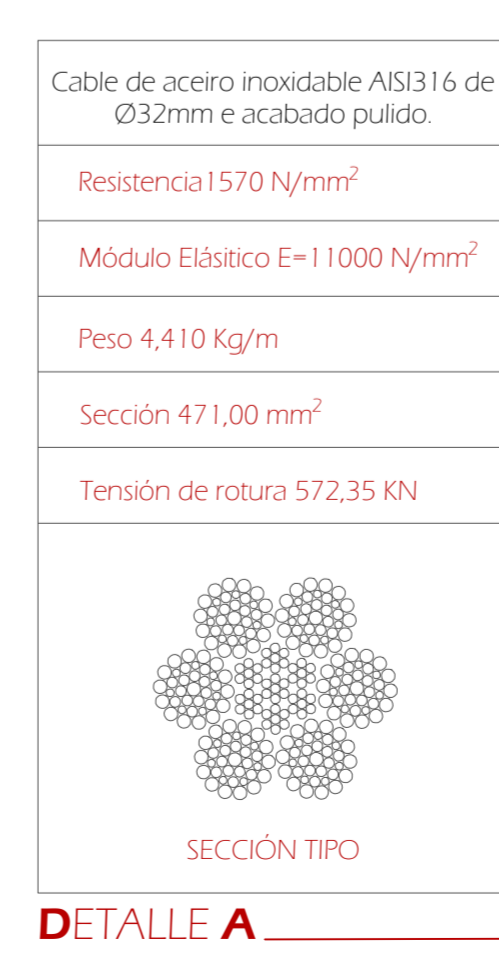 Cable de aceiro inoxidable AISI316 de
Ø32mm e acabado pulido.
Resistencia1570 N/mm²
Módulo Elásitico E=11000 N/mm²
Peso 4,410 Kg/m
Sección 471,00 mm²
Tensión de rotura 572,35 KN
SECCIÓN TIPO
DETALLE A